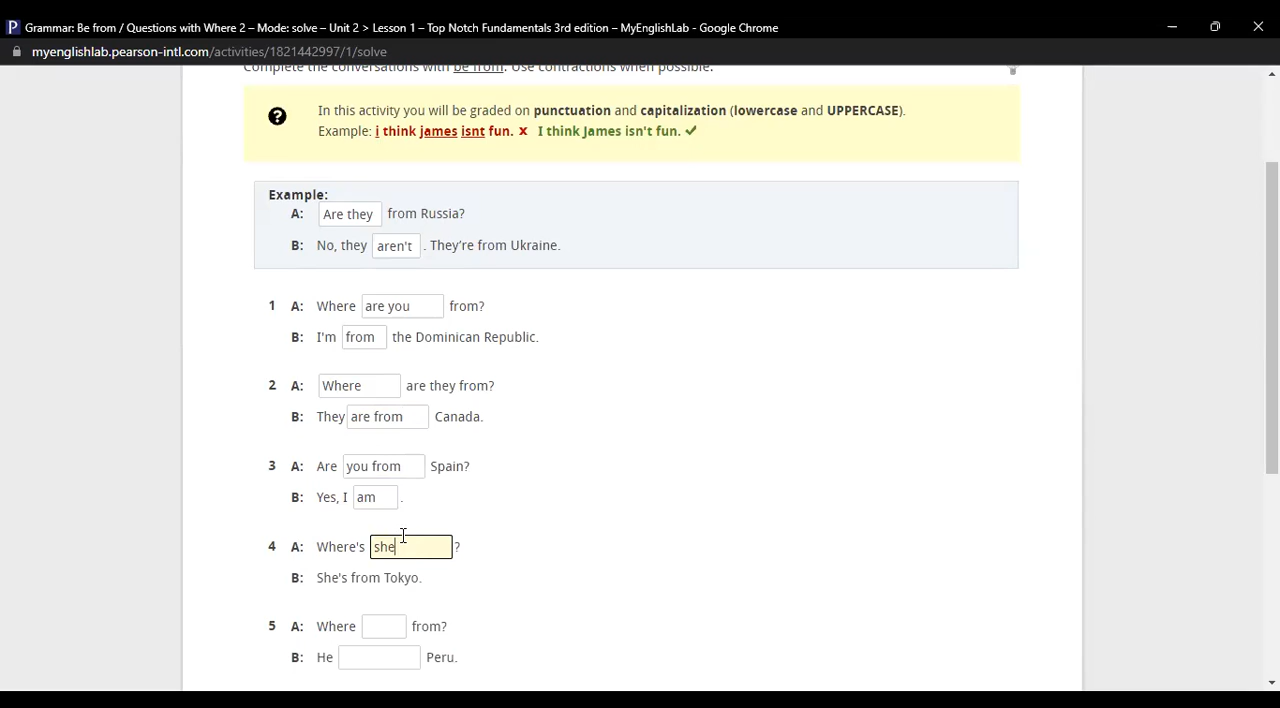 Grammar: Be from / Questions with Where 2 – Mode: solve – Unit 2 > Lesson 1 – Top Notch Fundamentals 3rd edition – MyEnglishLab - Google Chrome
myenglishlab.pearson-intl.com/activities/1821442997/1/solve
Complete the conversations with be from. Use contractions when possible.
In this activity you will be graded on punctuation and capitalization (lowercase and UPPERCASE).
Example: i think james isnt fun. ✗ I think James isn't fun. ✓
Example:
A: Are they from Russia?
B: No, they aren't . They're from Ukraine.
1 A: Where are you from?
B: I'm from the Dominican Republic.
2 A: Where are they from?
B: They are from Canada.
3 A: Are you from Spain?
B: Yes, I am .
4 A: Where's she ?
B: She's from Tokyo.
5 A: Where from?
B: He Peru.